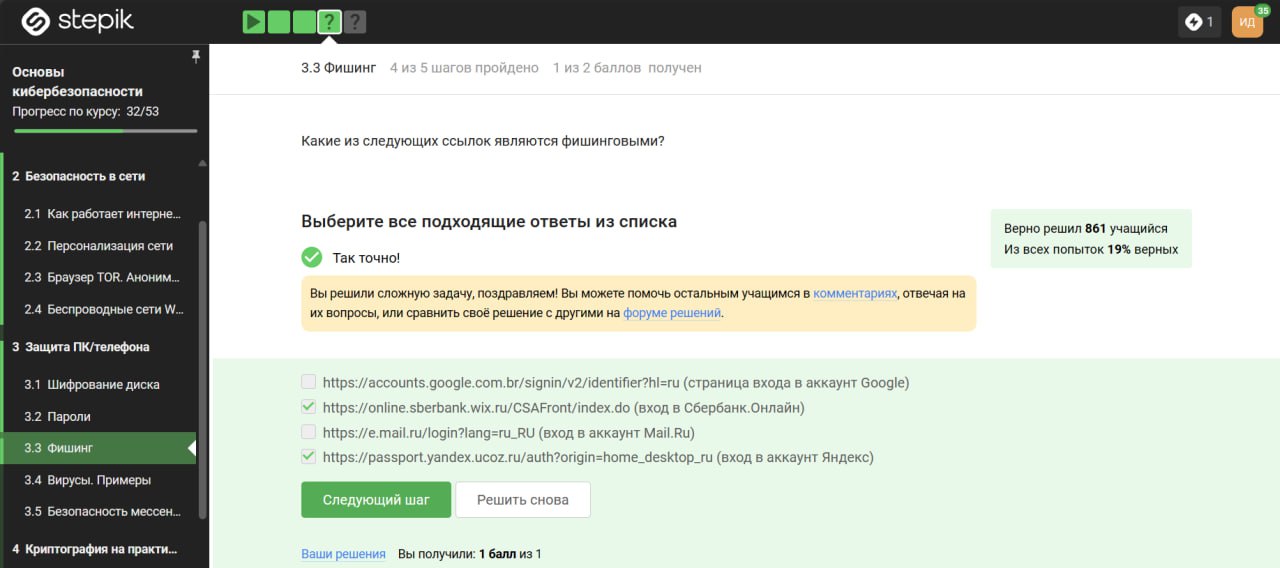 stepik
?
?
1
ИД
35
Основы
кибербезопасности
Прогресс по курсу: 32/53
2 Безопасность в сети
2.1 Как работает интерне...
2.2 Персонализация сети
2.3 Браузер TOR. Аноним...
2.4 Беспроводные сети W...
3 Защита ПК/телефона
3.1 Шифрование диска
3.2 Пароли
3.3 Фишинг
3.4 Вирусы. Примеры
3.5 Безопасность мессен...
4 Криптография на практи...
3.3 Фишинг 4 из 5 шагов пройдено 1 из 2 баллов получен
Какие из следующих ссылок являются фишинговыми?
Выберите все подходящие ответы из списка
Так точно!
Вы решили сложную задачу, поздравляем! Вы можете помочь остальным учащимся в комментариях, отвечая на
их вопросы, или сравнить своё решение с другими на форуме решений.
Верно решил 861 учащийся
Из всех попыток 19% верных
https://accounts.google.com.br/signin/v2/identifier?hl=ru (страница входа в аккаунт Google)
https://online.sberbank.wix.ru/CSAFront/index.do (вход в Сбербанк.Онлайн)
https://e.mail.ru/login?lang=ru_RU (вход в аккаунт Mail.Ru)
https://passport.yandex.ucoz.ru/auth?origin=home_desktop_ru (вход в аккаунт Яндекс)
Следующий шаг
Решить снова
Ваши решения Вы получили: 1 балл из 1